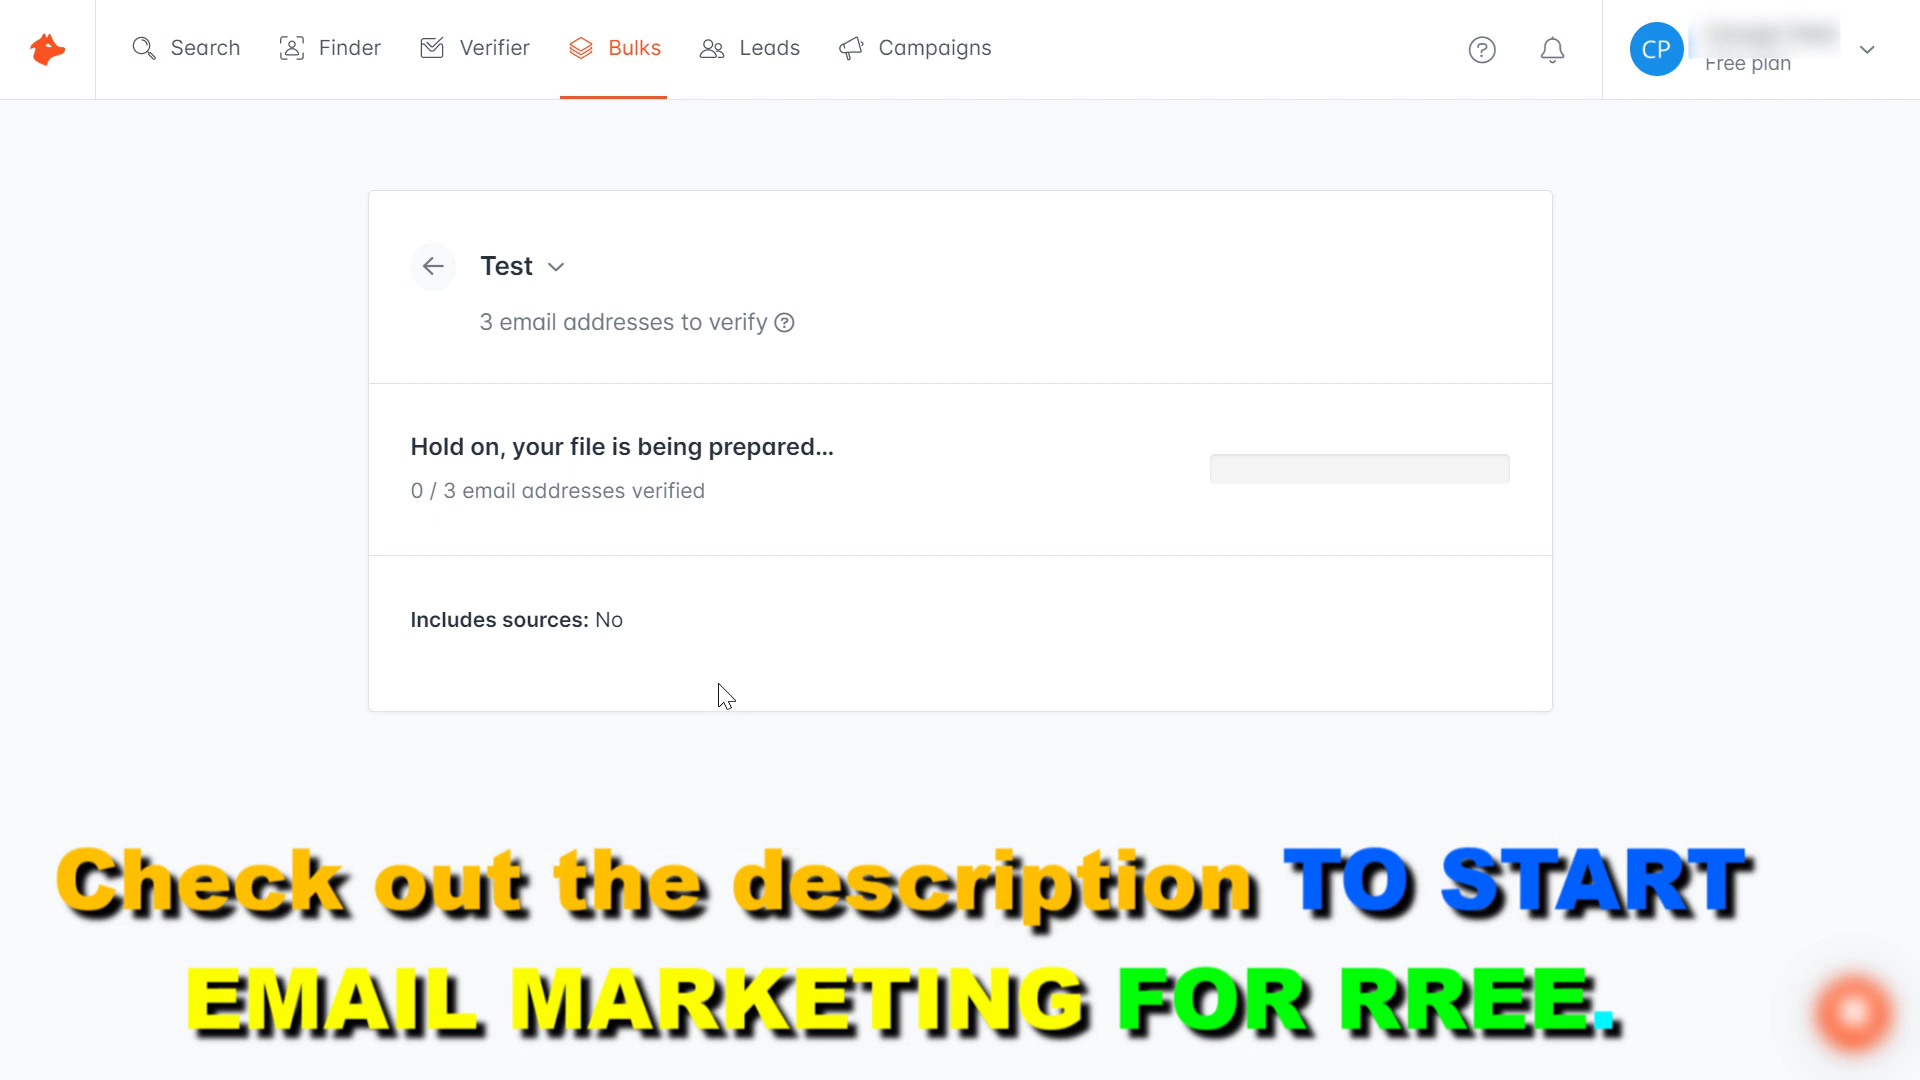 Search Finder Verifier Bulks Leads Campaigns
CP
Free plan
Test
3 email addresses to verify
Hold on, your file is being prepared...
0 / 3 email addresses verified
Includes sources: No
Check out the description TO START
EMAIL MARKETING FOR RREE.